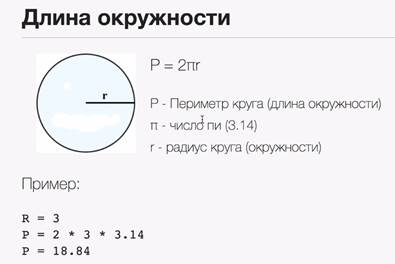 Длина окружности
r
P = 2πr
P - Периметр круга (длина окружности)
π - число пи (3.14)
r - радиус круга (окружности)
Пример:
R = 3
P = 2 * 3 * 3.14
P = 18.84